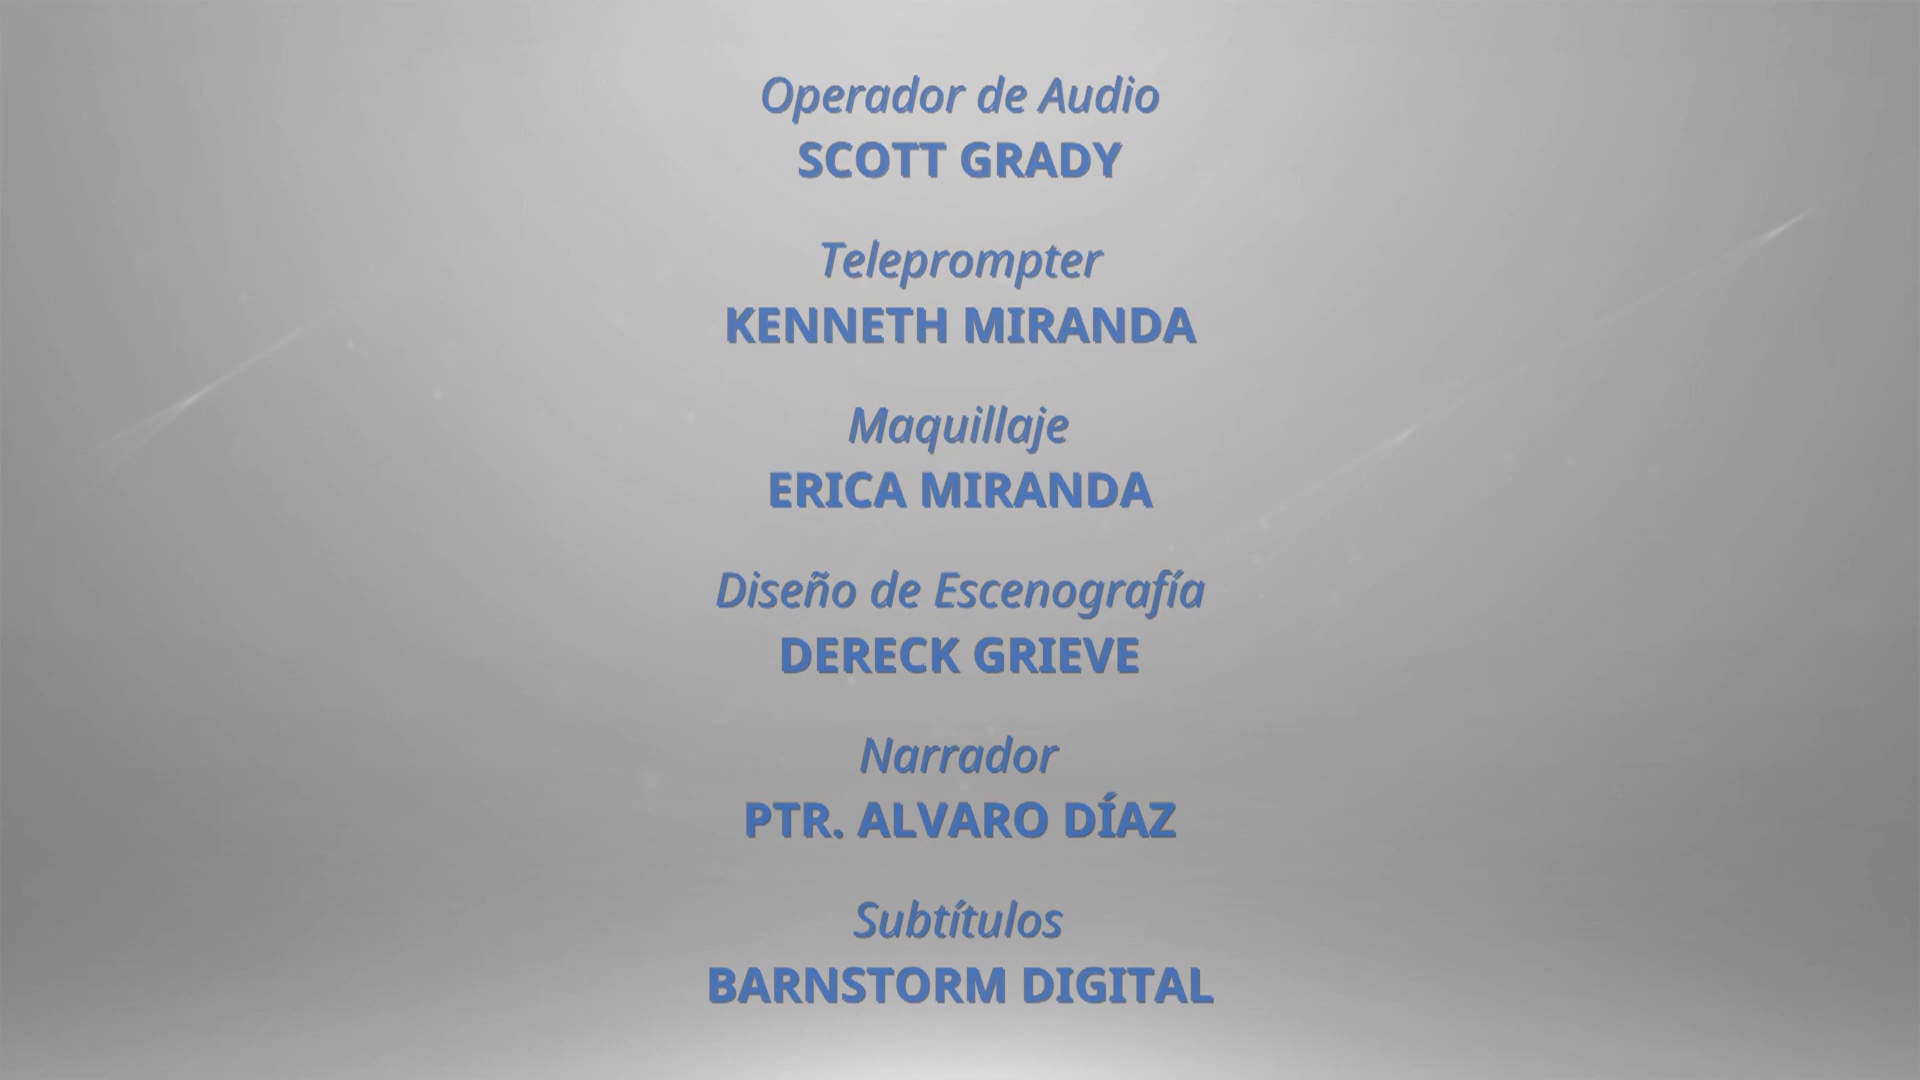 Operador de Audio
SCOTT GRADY
Teleprompter
KENNETH MIRANDA
Maquillaje
ERICA MIRANDA
Diseño de Escenografía
DERECK GRIEVE
Narrador
PTR. ALVARO DÍAZ
Subtítulos
BARNSTORM DIGITAL